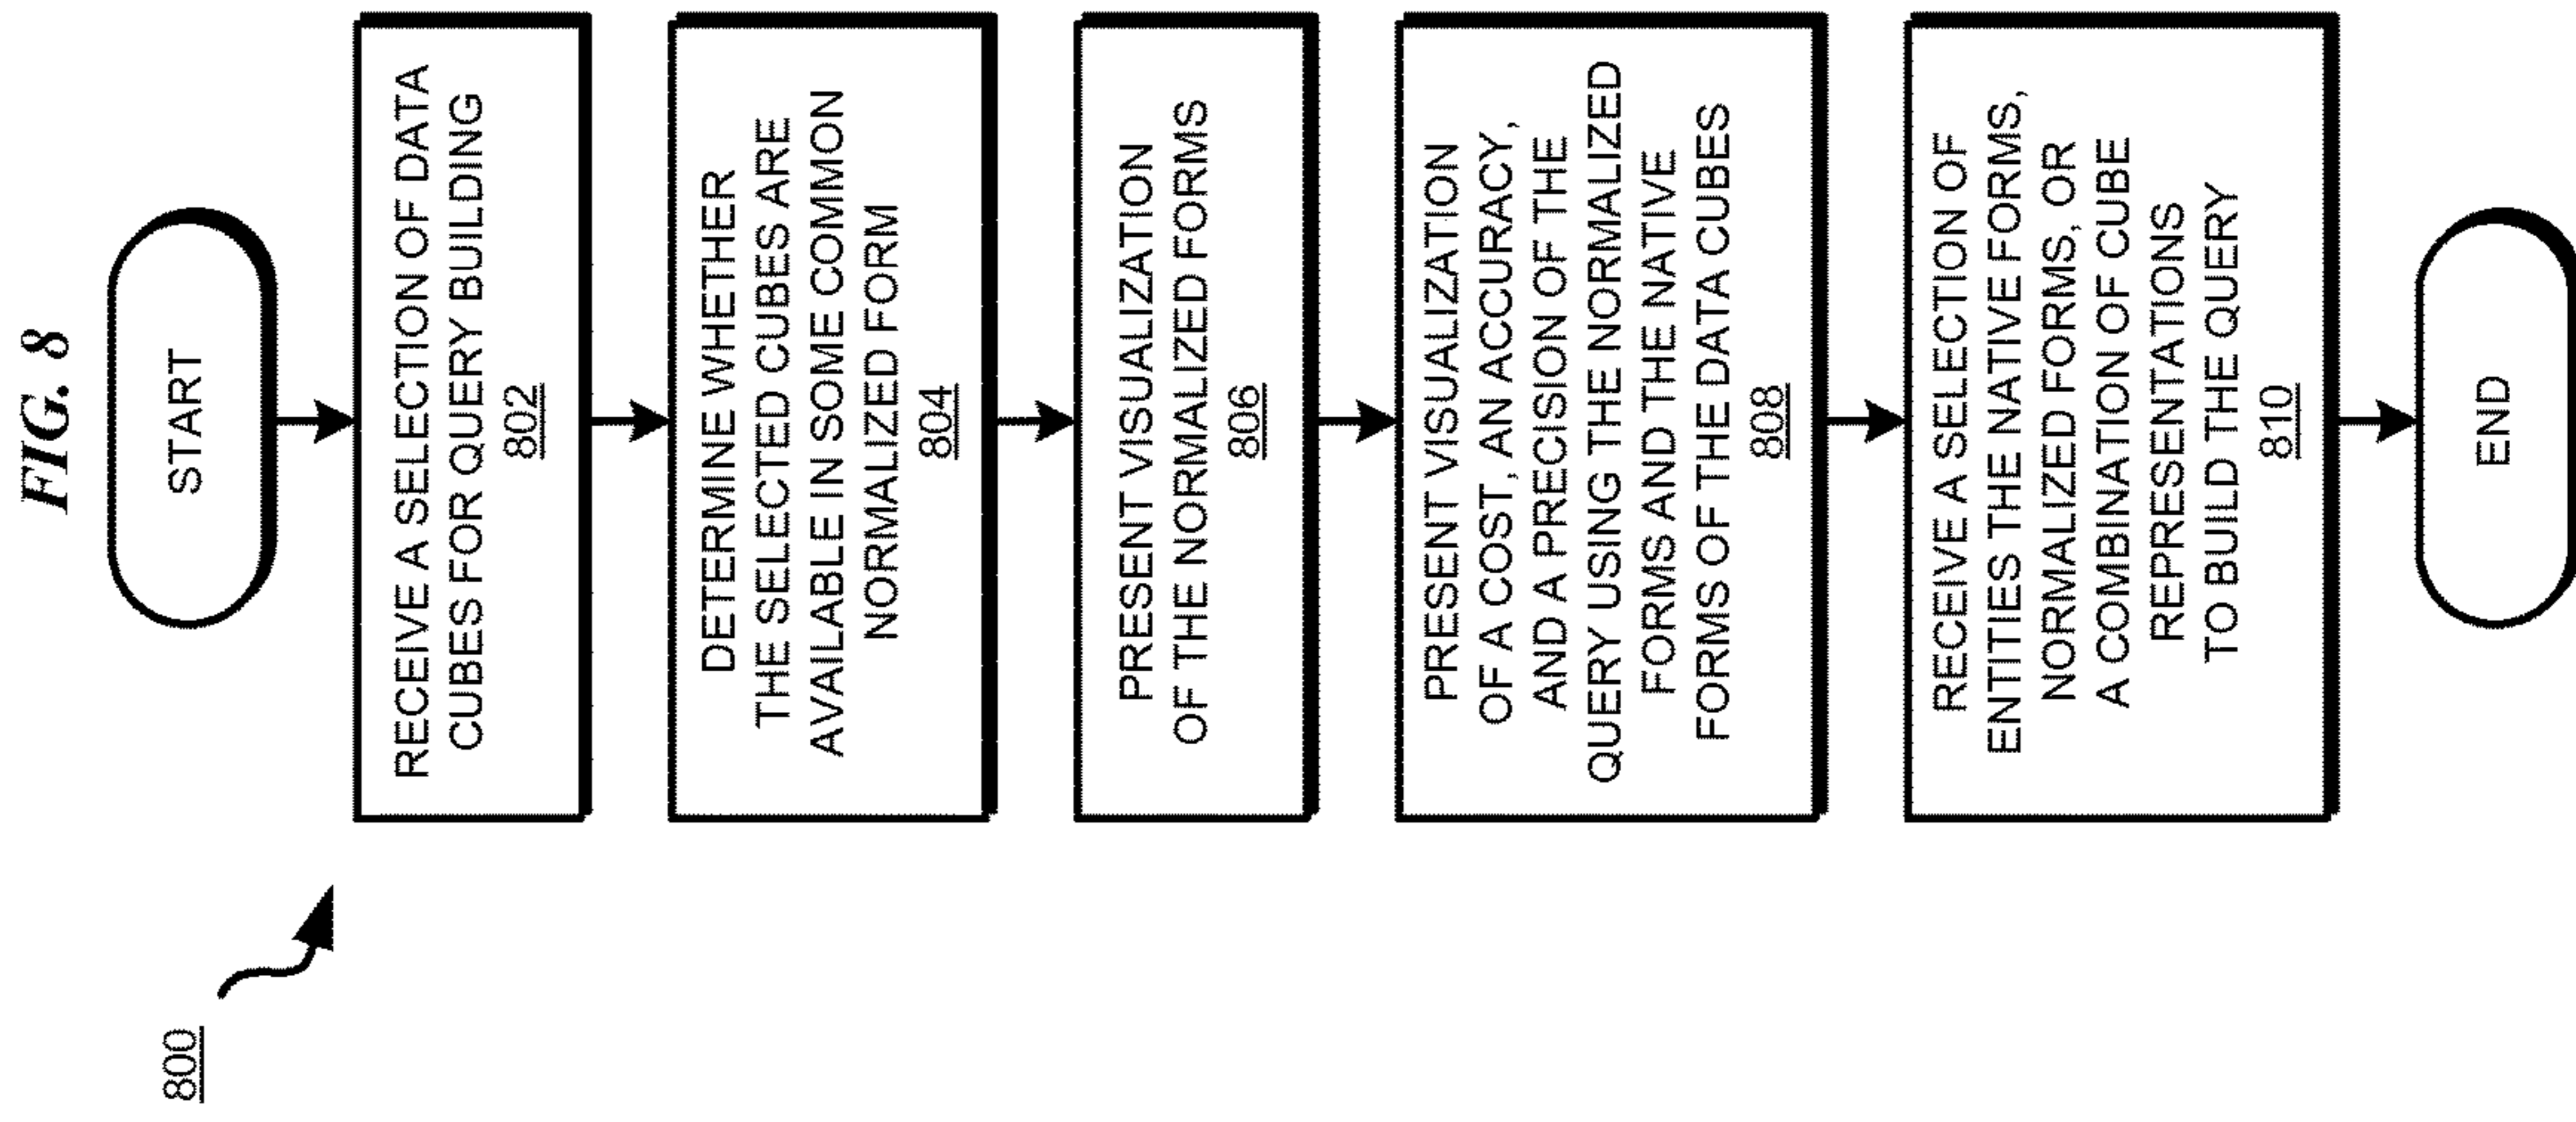 FIG. 8
800
START
RECEIVE A SELECTION OF DATA
CUBES FOR QUERY BUILDING
802
DETERMINE WHETHER
THE SELECTED CUBES ARE
AVAILABLE IN SOME COMMON
NORMALIZED FORM
804
PRESENT VISUALIZATION
OF THE NORMALIZED FORMS
806
PRESENT VISUALIZATION
OF A COST, AN ACCURACY,
AND A PRECISION OF THE
QUERY USING THE NORMALIZED
FORMS AND THE NATIVE
FORMS OF THE DATA CUBES
808
RECEIVE A SELECTION OF
ENTITIES THE NATIVE FORMS,
NORMALIZED FORMS, OR
A COMBINATION OF CUBE
REPRESENTATIONS
TO BUILD THE QUERY
810
END